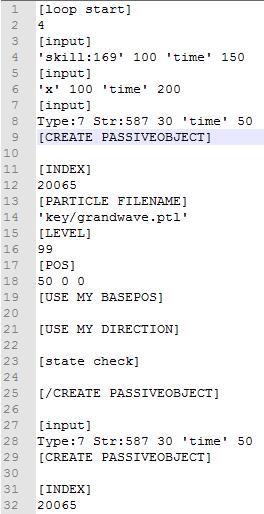 1 [loop start]
2 4
3 [input]
4 'skill:169' 100 'time' 150
5 [input]
6 'x' 100 'time' 200
7 [input]
8 Type:7 Str:587 30 'time' 50
9 [CREATE PASSIVEOBJECT]
10
11 [INDEX]
12 20065
13 [PARTICLE FILENAME]
14 'key/grandwave.ptl'
15 [LEVEL]
16 99
17 [POS]
18 50 0 0
19 [USE MY BASEPOS]
20
21 [USE MY DIRECTION]
22
23 [state check]
24
25 [/CREATE PASSIVEOBJECT]
26
27 [input]
28 Type:7 Str:587 30 'time' 50
29 [CREATE PASSIVEOBJECT]
30
31 [INDEX]
32 20065